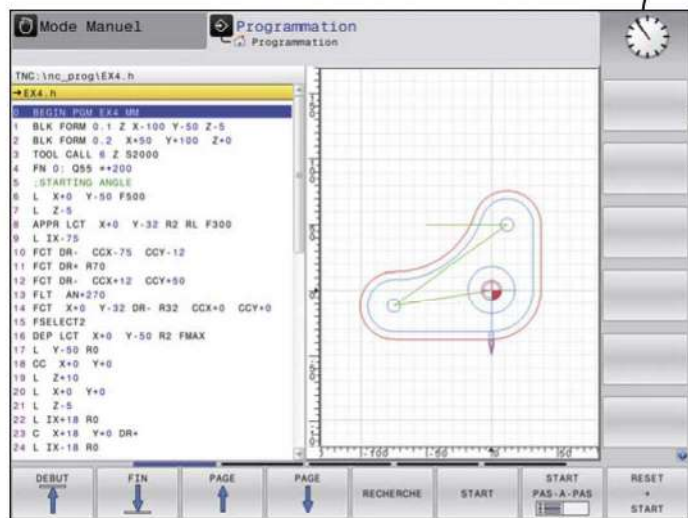 Mode Manuel
Programmation
Programmation
TNC:\nc_prog\EX4.h
→EX4.h
0 BEGIN PGM EX4 MM
1 BLK FORM 0.1 Z X-100 Y-50 Z-5
2 BLK FORM 0.2 X+50 Y+100 Z+0
3 TOOL CALL 6 Z S2000
4 FN 0: Q55 =+200
5 ;STARTING ANGLE
6 L X+0 Y-50 F500
7 L Z-5
8 APPR LCT X+0 Y-32 R2 RL F300
9 L IX-75
10 FCT DR- CCX-75 CCY-12
11 FCT DR+ R70
12 FCT DR- CCX+12 CCY+50
13 FLT AN+270
14 FCT X+0 Y-32 DR- R32 CCX+0 CCY+0
15 FSELECT2
16 DEP LCT X+0 Y-50 R2 FMAX
17 L Y-50 R0
18 CC X+0 Y+0
19 L Z+10
20 L X+0 Y+0
21 L Z-5
22 L IX+18 R0
23 C X+18 Y+0 DR+
24 L IX-18 R0
DEBUT
FIN
PAGE
PAGE
RECHERCHE
START
START
PAS-A-PAS
RESET
+
START